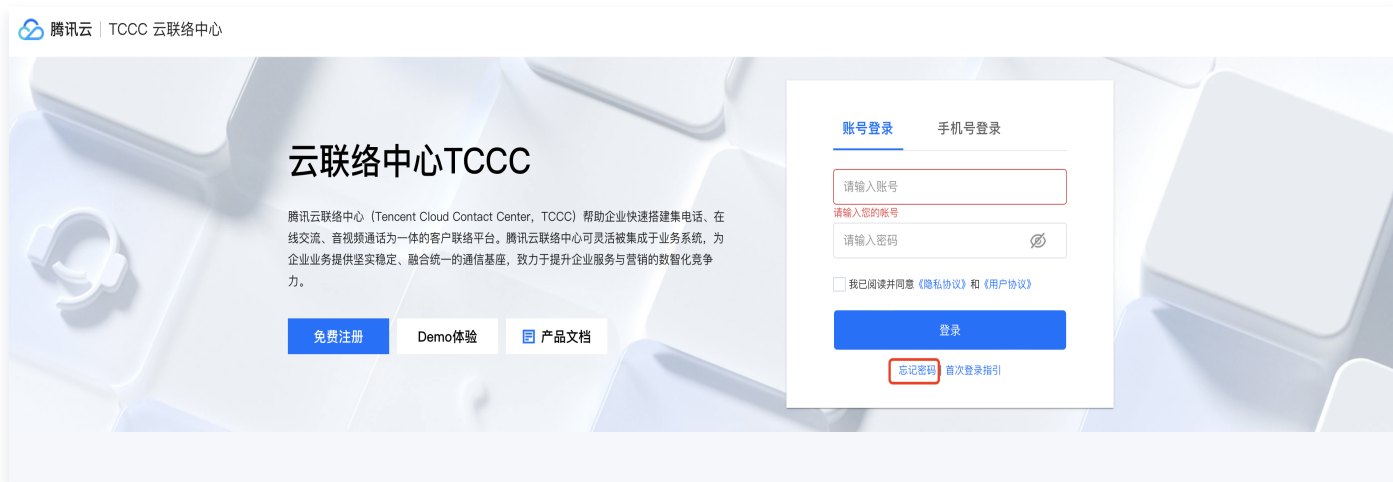 腾讯云 | TCCC 云联络中心
云联络中心TCCC
腾讯云联络中心（Tencent Cloud Contact Center，TCCC）帮助企业快速搭建集电话、在
线交流、音视频通话为一体的客户联络平台。腾讯云联络中心可灵活被集成于业务系统，为
企业业务提供坚实稳定、融合统一的通信基座，致力于提升企业服务与营销的数智化竞争
力。
免费注册 Demo体验 产品文档
账号登录 手机号登录
请输入账号
请输入您的帐号
请输入密码
我已阅读并同意《隐私协议》和《用户协议》
登录
忘记密码 | 首次登录指引